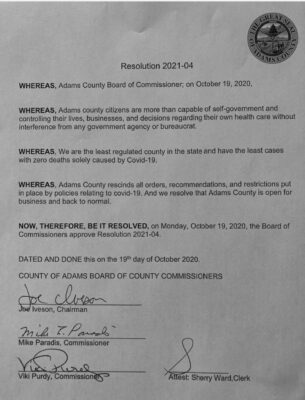 Resolution 2021-04
WHEREAS, Adams County Board of Commissioner; on October 19, 2020,
WHEREAS, Adams county citizens are more than capable of self-government and
controlling their lives, businesses, and decisions regarding their own health care without
interference from any government agency or bureaucrat.
WHEREAS, We are the least regulated county in the state and have the least cases
with zero deaths solely caused by Covid-19.
WHEREAS, Adams County rescinds all orders, recommendations, and restrictions put
in place by policies relating to covid-19. And we resolve that Adams County is open for
business and back to normal.
NOW, THEREFORE, BE IT RESOLVED, on Monday, October 19, 2020, the Board of
Commissioners approve Resolution 2021-04.
DATED AND DONE this on the 19th day of October 2020.
COUNTY OF ADAMS BOARD OF COUNTY COMMISSIONERS
Joe Iveson
Joe Iveson, Chairman
Mike T. Paradis
Mike Paradis, Commissioner
Viki Purdy
Viki Purdy, Commissioner
Attest: Sherry Ward,Clerk